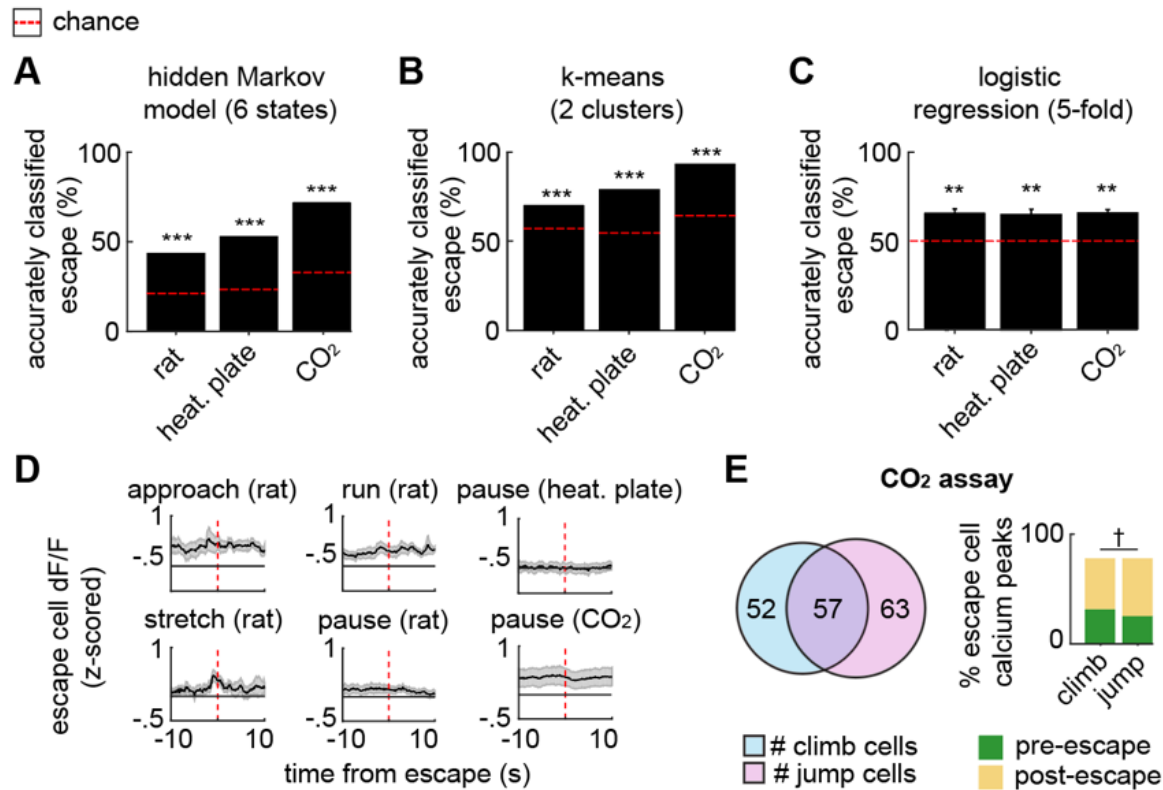 chance
A
hidden Markov
model (6 states)
accurately classified
escape (%)
100
50
0
***
***
***
rat
heat. plate
CO₂
B
k-means
(2 clusters)
accurately classified
escape (%)
100
50
0
***
***
***
rat
heat. plate
CO₂
C
logistic
regression (5-fold)
accurately classified
escape (%)
100
50
0
**
**
**
rat
heat. plate
CO₂
D
escape cell dF/F
(z-scored)
approach (rat)
1
-.5
run (rat)
1
-.5
pause (heat. plate)
1
-.5
stretch (rat)
1
-.5
-10
10
pause (rat)
1
-.5
-10
10
pause (CO₂)
1
-.5
-10
10
time from escape (s)
E
CO₂ assay
52
57
63
# climb cells
# jump cells
% escape cell
calcium peaks
100
0
†
climb
jump
pre-escape
post-escape